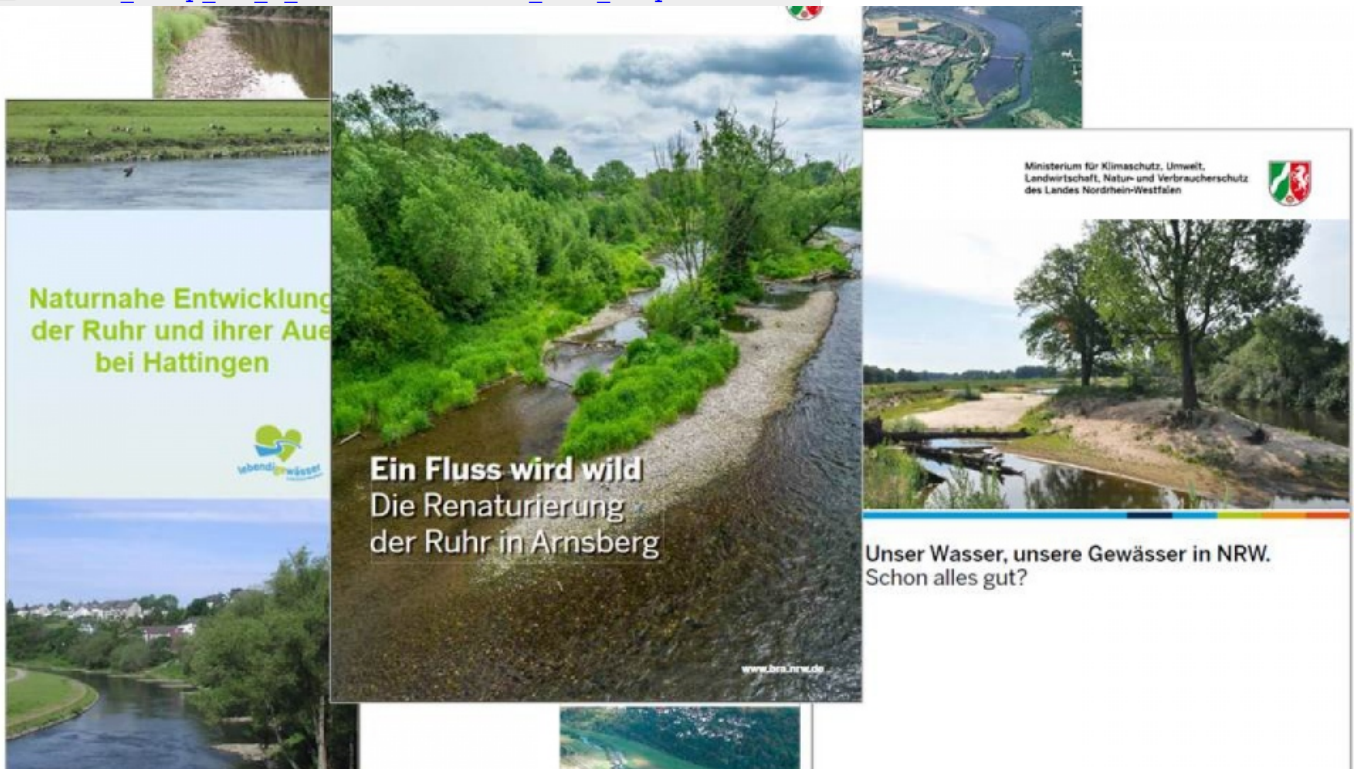 Naturnahe Entwicklung
der Ruhr und ihrer Aue
bei Hattingen
lebendigewässer
Ein Fluss wird wild
Die Renaturierung
der Ruhr in Arnsberg
www.bra.nrw.de
Ministerium für Klimaschutz, Umwelt,
Landwirtschaft, Natur- und Verbraucherschutz
des Landes Nordrhein-Westfalen
Unser Wasser, unsere Gewässer in NRW.
Schon alles gut?